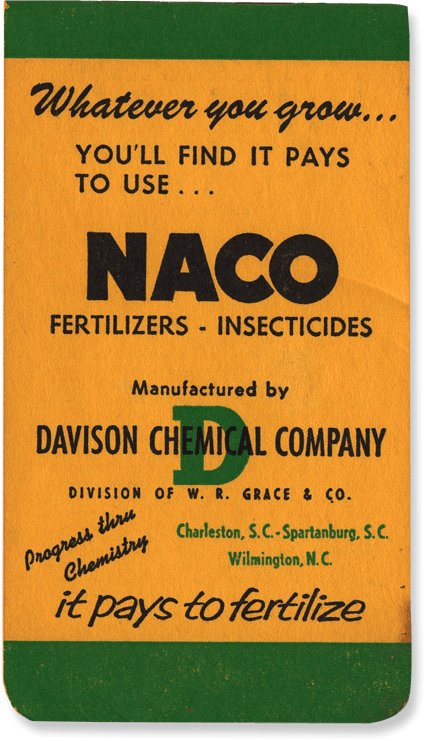 Whatever you grow...
YOU'LL FIND IT PAYS
TO USE...
NACO
FERTILIZERS - INSECTICIDES
Manufactured by
D
DAVISON CHEMICAL COMPANY
DIVISION OF W. R. GRACE & CO.
Progress thru
Chemistry
Charleston, S.C. - Spartanburg, S.C.
Wilmington, N.C.
it pays to fertilize